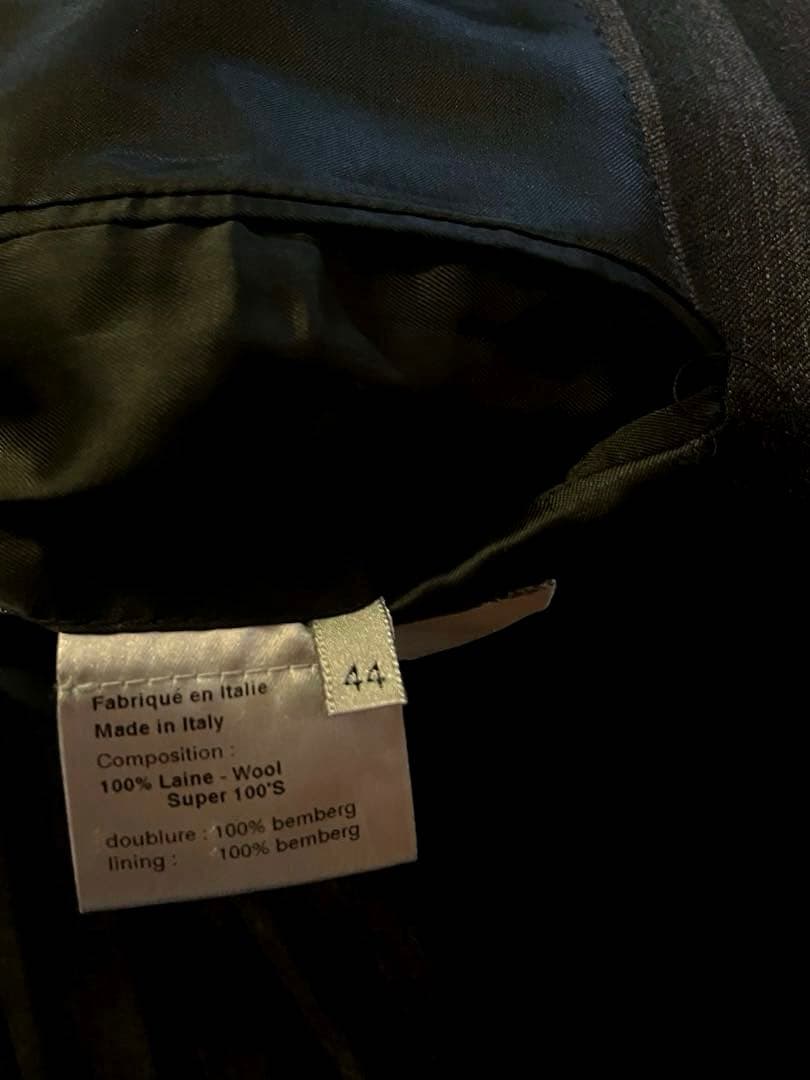 44
Fabriqué en Italie
Made in Italy
Composition :
100% Laine - Wool
Super 100'S
doublure : 100% bemberg
lining : 100% bemberg